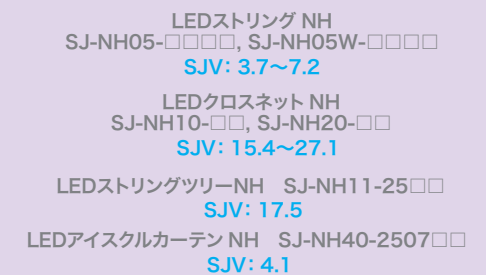 LEDストリング NH
SJ-NH05-□□□□, SJ-NH05W-□□□□
SJV：3.7〜7.2
LEDクロスネット NH
SJ-NH10-□□, SJ-NH20-□□
SJV：15.4〜27.1
LEDストリングツリーNH　SJ-NH11-25□□
SJV：17.5
LEDアイスクルカーテン NH　SJ-NH40-2507□□
SJV：4.1